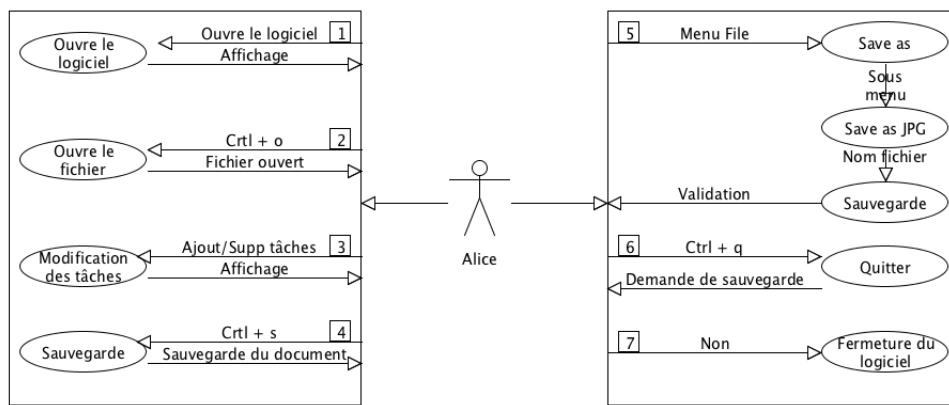 Ouvre le logiciel
1
Ouvre le
logiciel
Affichage
Crtl + o
2
Ouvre le
fichier
Fichier ouvert
Ajout/Supp tâches
3
Modification
des tâches
Affichage
Crtl + s
4
Sauvegarde
Sauvegarde du document
Alice
5
Menu File
Save as
Sous
menu
Save as JPG
Nom fichier
Validation
Sauvegarde
6
Ctrl + q
Quitter
Demande de sauvegarde
7
Non
Fermeture du
logiciel